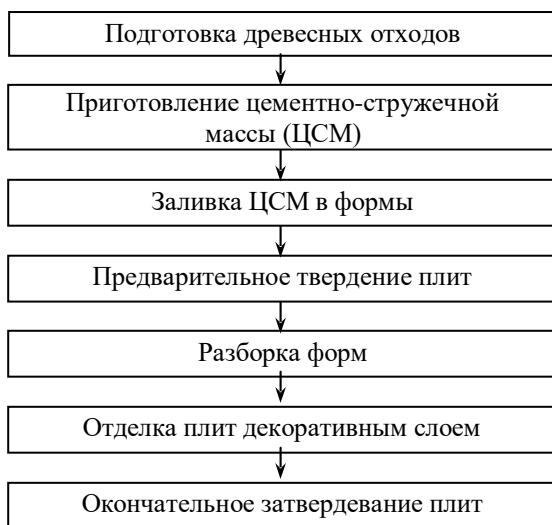 Подготовка древесных отходов
Приготовление цементно-стружечной
массы (ЦСМ)
Заливка ЦСМ в формы
Предварительное твердение плит
Разборка форм
Отделка плит декоративным слоем
Окончательное затвердевание плит